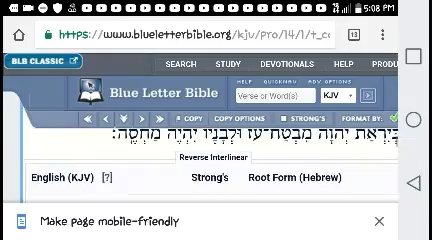 5:08 PM
https://www.blueletterbible.org/kjv/pro/14/1/t_cc
13
BLB CLASSIC
SEARCH STUDY DEVOTIONALS HELP PRODU
HELP QUICKNAV ADV OPTIONS
Blue Letter Bible
Verse or Word(s) KJV
COPY COPY OPTIONS STRONG'S FORMAT BY:
בְּיִרְאַת יְהוָה מִבְטַח־עֹז וּלְבָנָיו יִהְיֶה מַחְסֶה׃
Reverse Interlinear
English (KJV) [?] Strong's Root Form (Hebrew)
Make page mobile-friendly